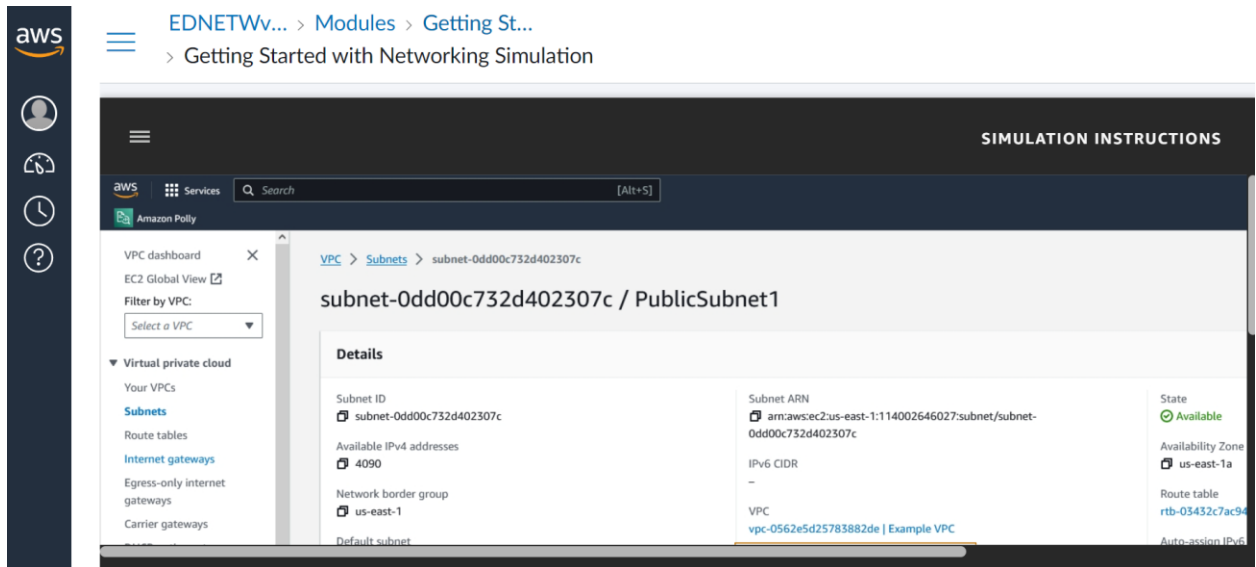 aws
EDNETWv... > Modules > Getting St...
> Getting Started with Networking Simulation
SIMULATION INSTRUCTIONS
aws
Services
Search
[Alt+S]
Amazon Polly
VPC dashboard
EC2 Global View
Filter by VPC:
Select a VPC
Virtual private cloud
Your VPCs
Subnets
Route tables
Internet gateways
Egress-only internet
gateways
Carrier gateways
VPC > Subnets > subnet-0dd00c732d402307c
subnet-0dd00c732d402307c / PublicSubnet1
Details
Subnet ID
subnet-0dd00c732d402307c
Available IPv4 addresses
4090
Network border group
us-east-1
Default subnet
Subnet ARN
arn:aws:ec2:us-east-1:114002646027:subnet/subnet-
0dd00c732d402307c
IPv6 CIDR
–
VPC
vpc-0562e5d25783882de | Example VPC
State
Available
Availability Zone
us-east-1a
Route table
rtb-03432c7ac94
Auto-assign IPv6